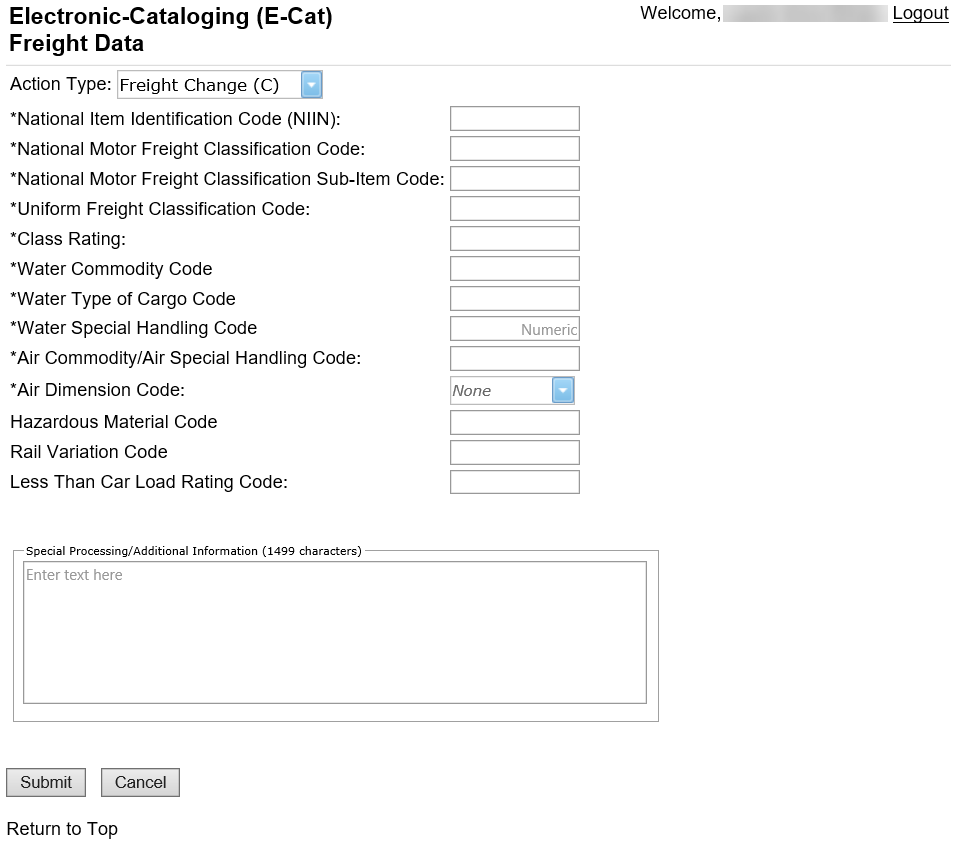 Electronic-Cataloging (E-Cat)
Freight Data
Welcome, Logout
Action Type: Freight Change (C)
*National Item Identification Code (NIIN):
*National Motor Freight Classification Code:
*National Motor Freight Classification Sub-Item Code:
*Uniform Freight Classification Code:
*Class Rating:
*Water Commodity Code
*Water Type of Cargo Code
*Water Special Handling Code Numeric
*Air Commodity/Air Special Handling Code:
*Air Dimension Code: None
Hazardous Material Code
Rail Variation Code
Less Than Car Load Rating Code:
Special Processing/Additional Information (1499 characters)
Enter text here
Submit Cancel
Return to Top